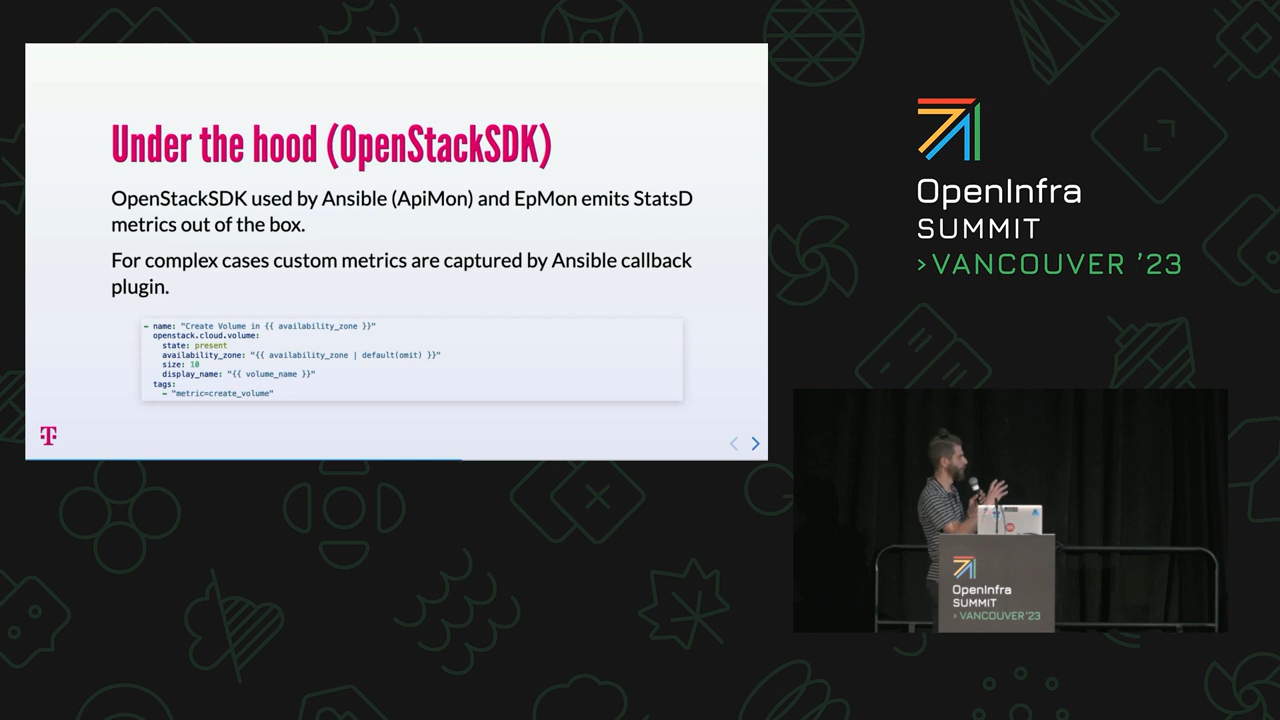 Under the hood (OpenStackSDK)
OpenStackSDK used by Ansible (ApiMon) and EpMon emits StatsD
metrics out of the box.
For complex cases custom metrics are captured by Ansible callback
plugin.
- name: "Create Volume in {{ availability_zone }}"
openstack.cloud.volume:
state: present
availability_zone: "{{ availability_zone | default(omit) }}"
size: 10
display_name: "{{ volume_name }}"
tags:
- "metric=create_volume"
T
OpenInfra
SUMMIT
>VANCOUVER '23
OpenInfra
SUMMIT
>VANCOUVER'23